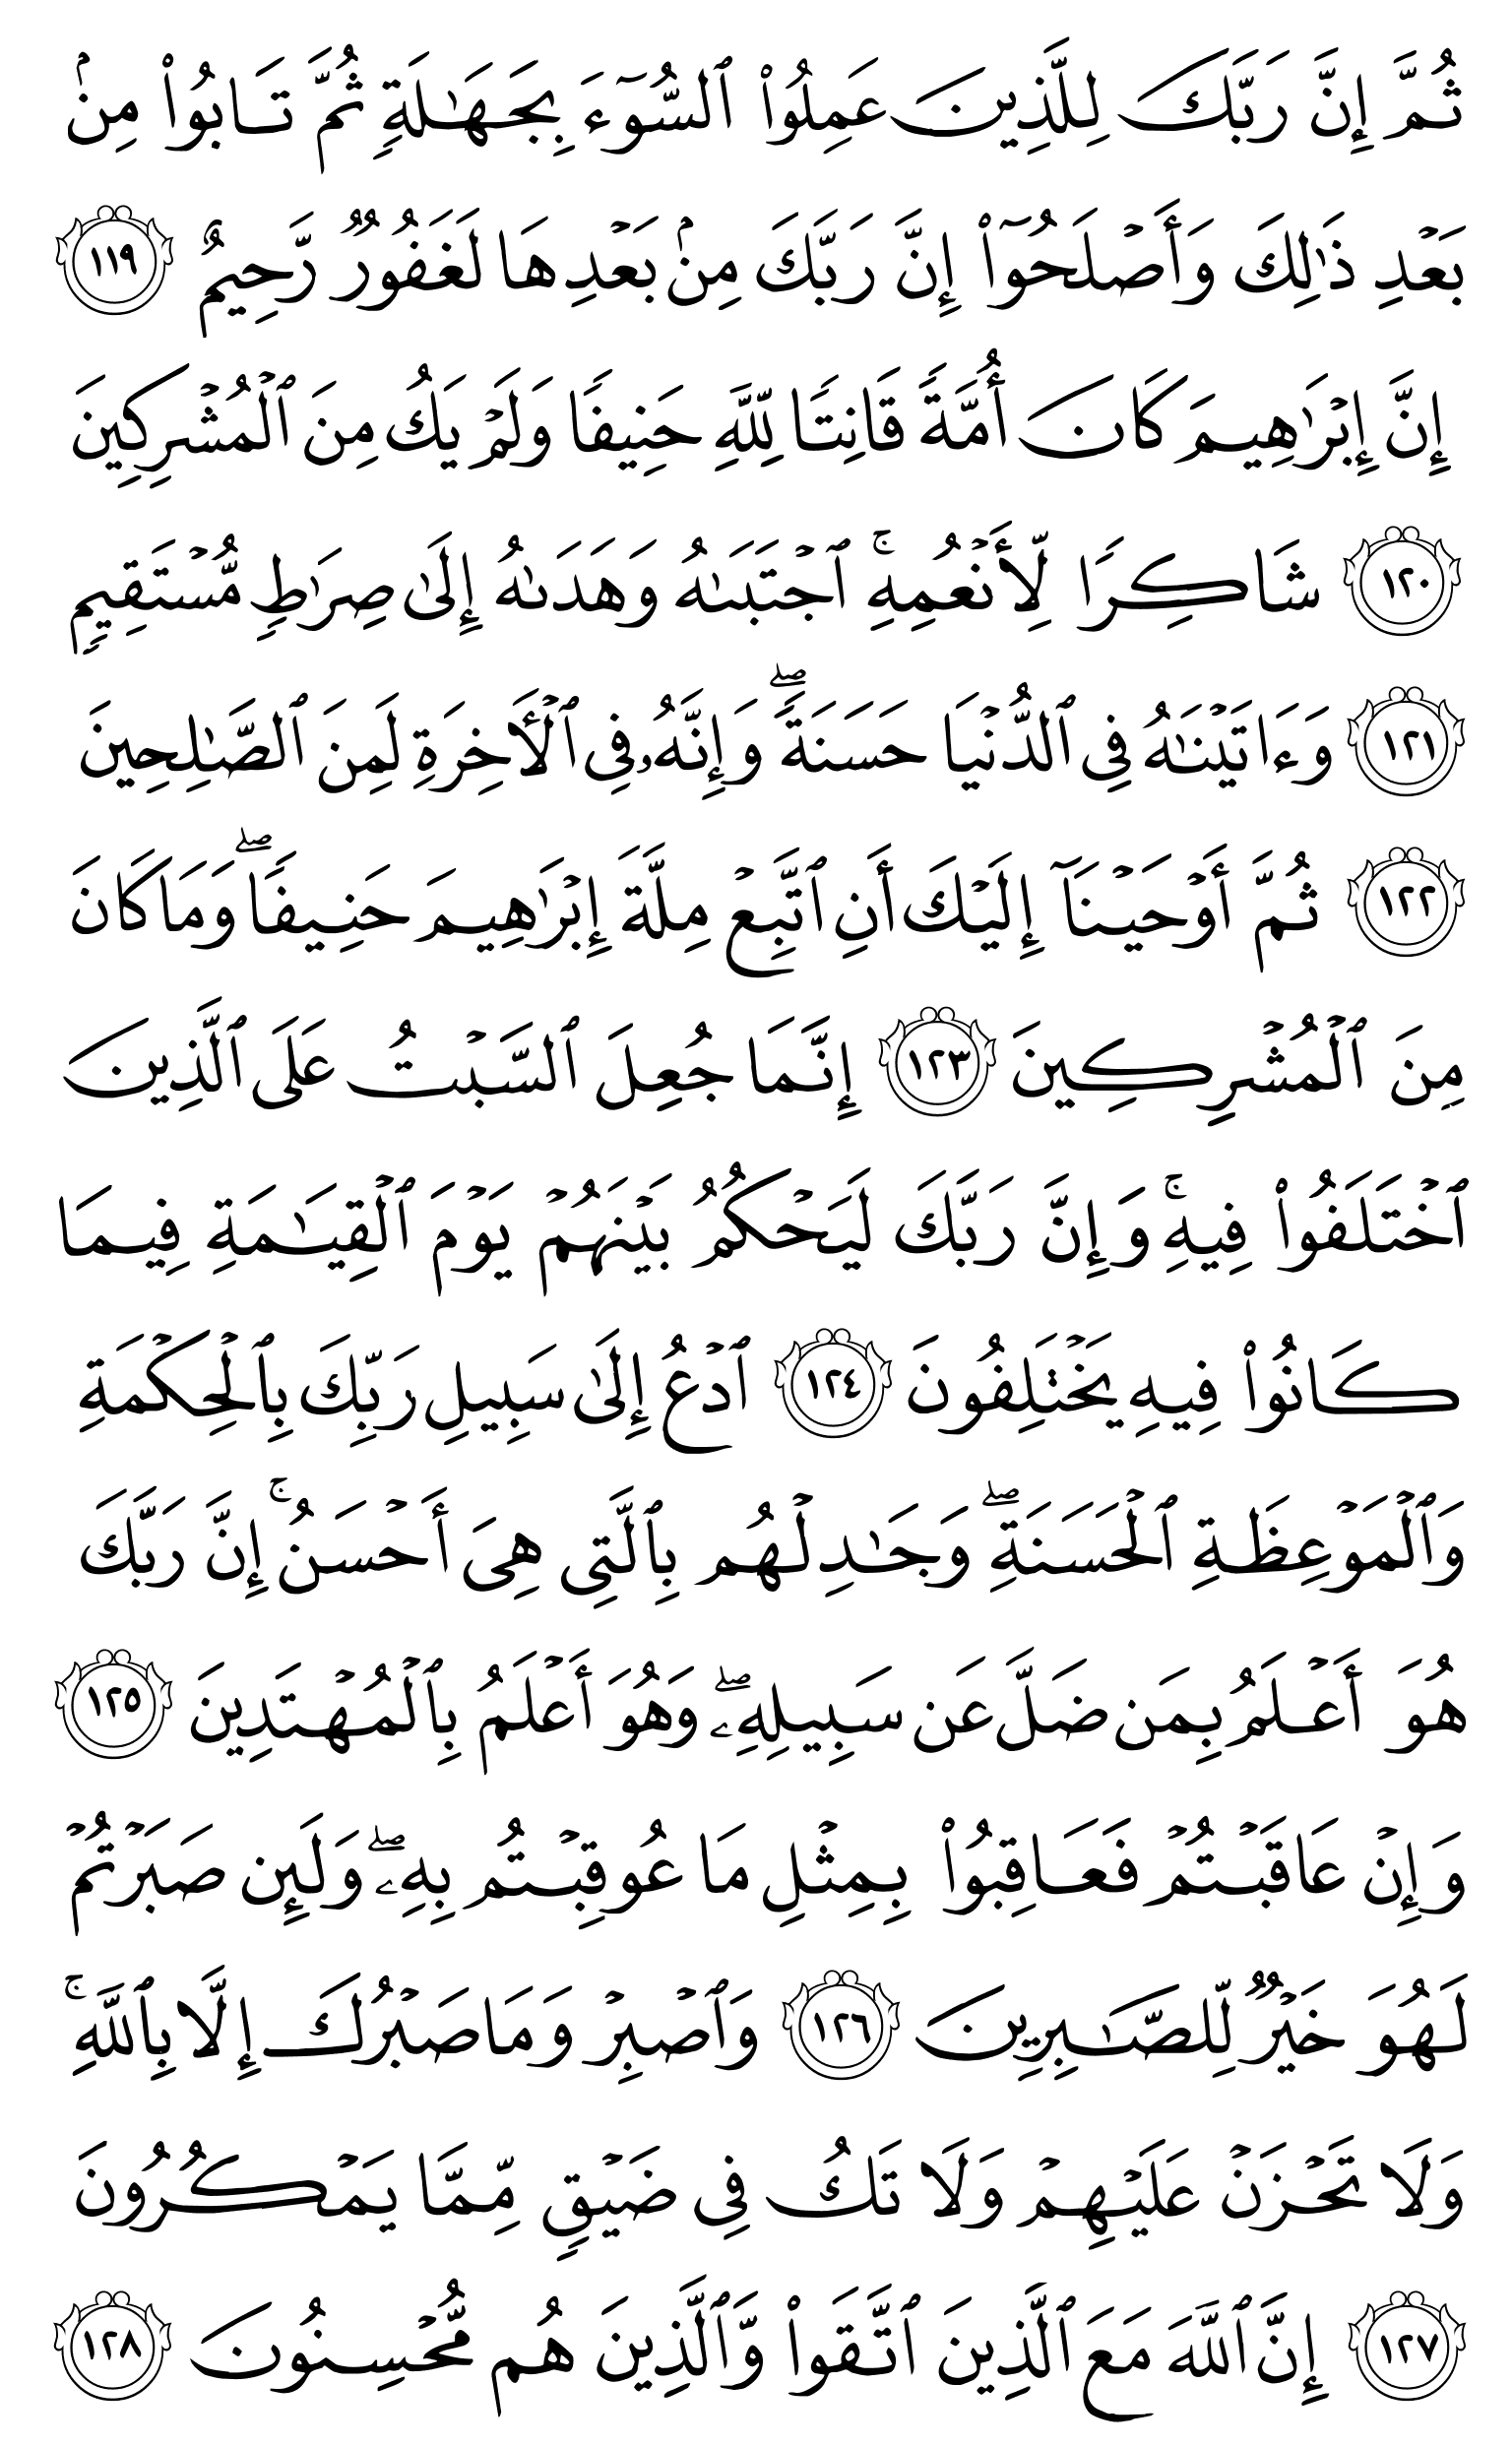 ثُمَّ إِنَّ رَبَّكَ لِلَّذِينَ عَمِلُوا۟ ٱلسُّوٓءَ بِجَهَٰلَةٍ ثُمَّ تَابُوا۟ مِنۢ
بَعْدِ ذَٰلِكَ وَأَصْلَحُوٓا۟ إِنَّ رَبَّكَ مِنۢ بَعْدِهَا لَغَفُورٌ رَّحِيمٌ ١١٩
إِنَّ إِبْرَٰهِيمَ كَانَ أُمَّةً قَانِتًا لِلَّهِ حَنِيفًا وَلَمْ يَكُ مِنَ ٱلْمُشْرِكِينَ
١٢٠ شَاكِرًا لِّأَنْعُمِهِ ۚ ٱجْتَبَىٰهُ وَهَدَىٰهُ إِلَىٰ صِرَٰطٍ مُّسْتَقِيمٍ
١٢١ وَءَاتَيْنَٰهُ فِى ٱلدُّنْيَا حَسَنَةً ۖ وَإِنَّهُۥ فِى ٱلْأَخِرَةِ لَمِنَ ٱلصَّٰلِحِينَ
١٢٢ ثُمَّ أَوْحَيْنَآ إِلَيْكَ أَنِ ٱتَّبِعْ مِلَّةَ إِبْرَٰهِيمَ حَنِيفًا ۖ وَمَا كَانَ
مِنَ ٱلْمُشْرِكِينَ ١٢٣ إِنَّمَا جُعِلَ ٱلسَّبْتُ عَلَى ٱلَّذِينَ
ٱخْتَلَفُوا۟ فِيهِ ۚ وَإِنَّ رَبَّكَ لَيَحْكُمُ بَيْنَهُمْ يَوْمَ ٱلْقِيَٰمَةِ فِيمَا
كَانُوا۟ فِيهِ يَخْتَلِفُونَ ١٢٤ ٱدْعُ إِلَىٰ سَبِيلِ رَبِّكَ بِٱلْحِكْمَةِ
وَٱلْمَوْعِظَةِ ٱلْحَسَنَةِ ۖ وَجَٰدِلْهُم بِٱلَّتِى هِىَ أَحْسَنُ ۚ إِنَّ رَبَّكَ
هُوَ أَعْلَمُ بِمَن ضَلَّ عَن سَبِيلِهِۦ ۖ وَهُوَ أَعْلَمُ بِٱلْمُهْتَدِينَ ١٢٥
وَإِنْ عَاقَبْتُمْ فَعَاقِبُوا۟ بِمِثْلِ مَا عُوقِبْتُم بِهِۦ ۖ وَلَئِن صَبَرْتُمْ
لَهُوَ خَيْرٌ لِّلصَّٰبِرِينَ ١٢٦ وَٱصْبِرْ وَمَا صَبْرُكَ إِلَّا بِٱللَّهِ ۚ
وَلَا تَحْزَنْ عَلَيْهِمْ وَلَا تَكُ فِى ضَيْقٍ مِّمَّا يَمْكُرُونَ
١٢٧ إِنَّ ٱللَّهَ مَعَ ٱلَّذِينَ ٱتَّقَوا۟ وَّٱلَّذِينَ هُم مُّحْسِنُونَ ١٢٨